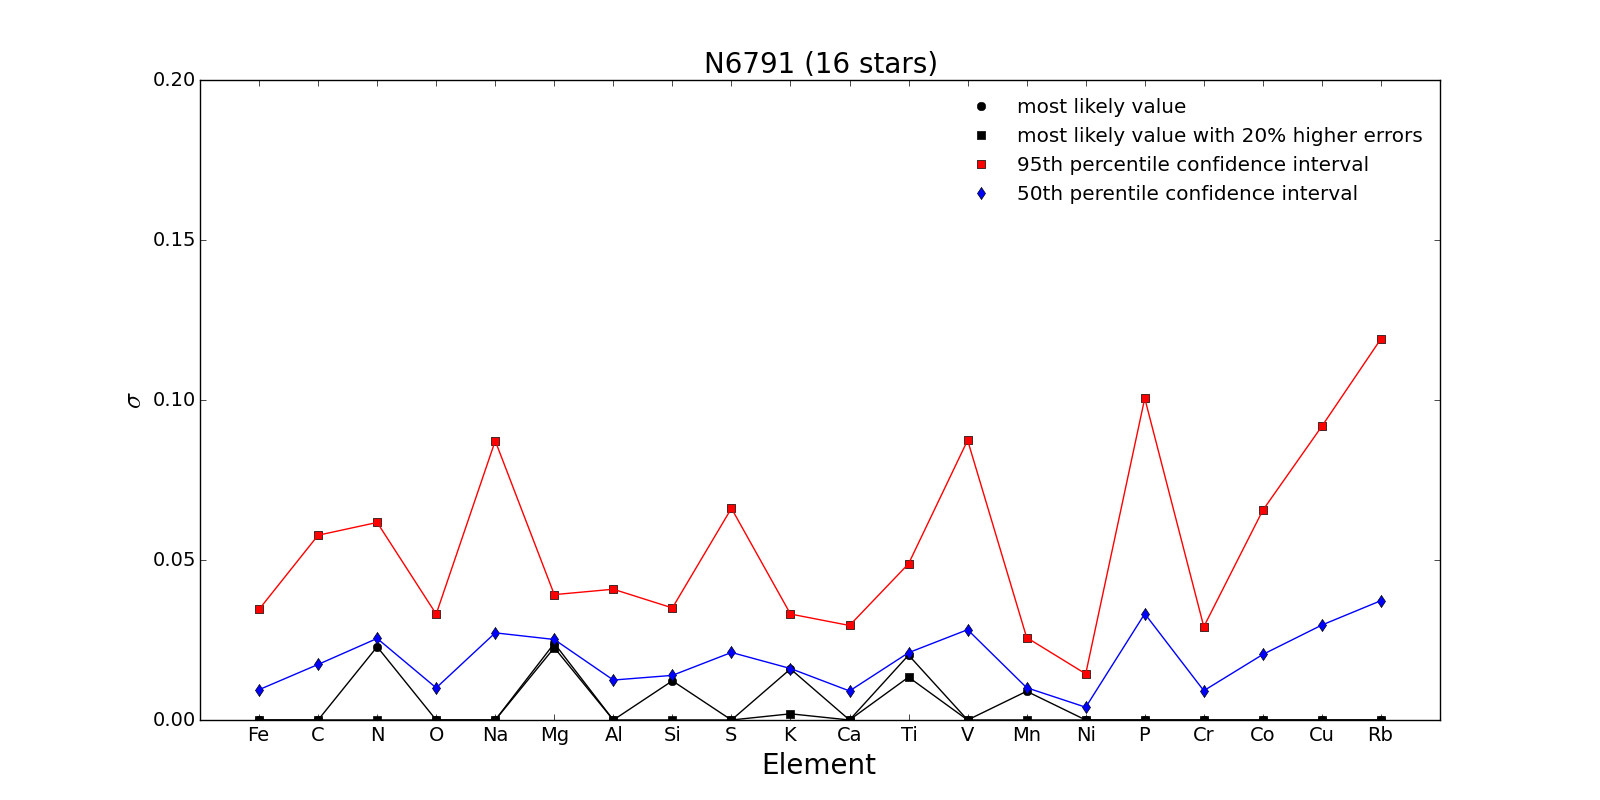 N6791 (16 stars)
most likely value
most likely value with 20% higher errors
95th percentile confidence interval
50th perentile confidence interval
0.20
0.15
0.10
0.05
0.00
σ
Fe C N O Na Mg Al Si S K Ca Ti V Mn Ni P Cr Co Cu Rb
Element